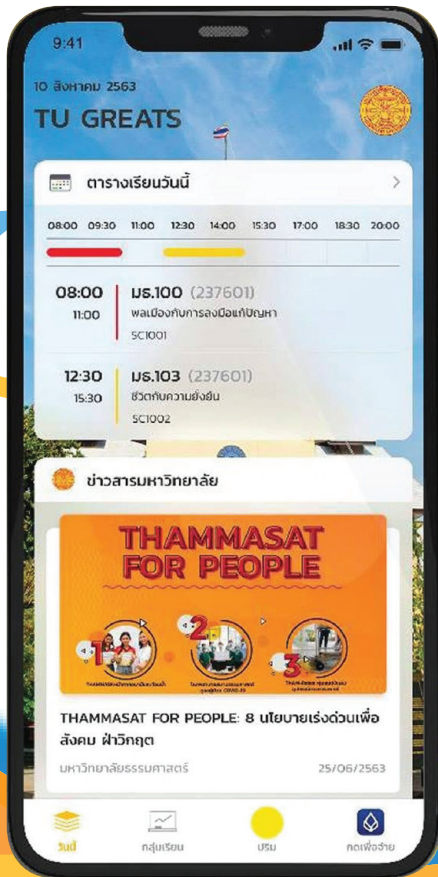 9:41
10 สิงหาคม 2563
TU GREATS
ตารางเรียนวันนี้
08:00 09:30 11:00 12:30 14:00 15:30 17:00 18:30 20:00
08:00 มธ.100 (237601)
11:00 พลเมืองกับการลงมือแก้ปัญหา
SC1001
12:30 มธ.103 (237601)
15:30 ชีวิตกับความยั่งยืน
SC1002
ข่าวสารมหาวิทยาลัย
THAMMASAT
FOR PEOPLE
1 2 3
THAMMASAT FOR PEOPLE: 8 นโยบายเร่งด่วนเพื่อ
สังคม ฝ่าวิกฤต
มหาวิทยาลัยธรรมศาสตร์ 25/06/2563
วันนี้ กลุ่มเรียน ปริม กดเพื่อจ่าย